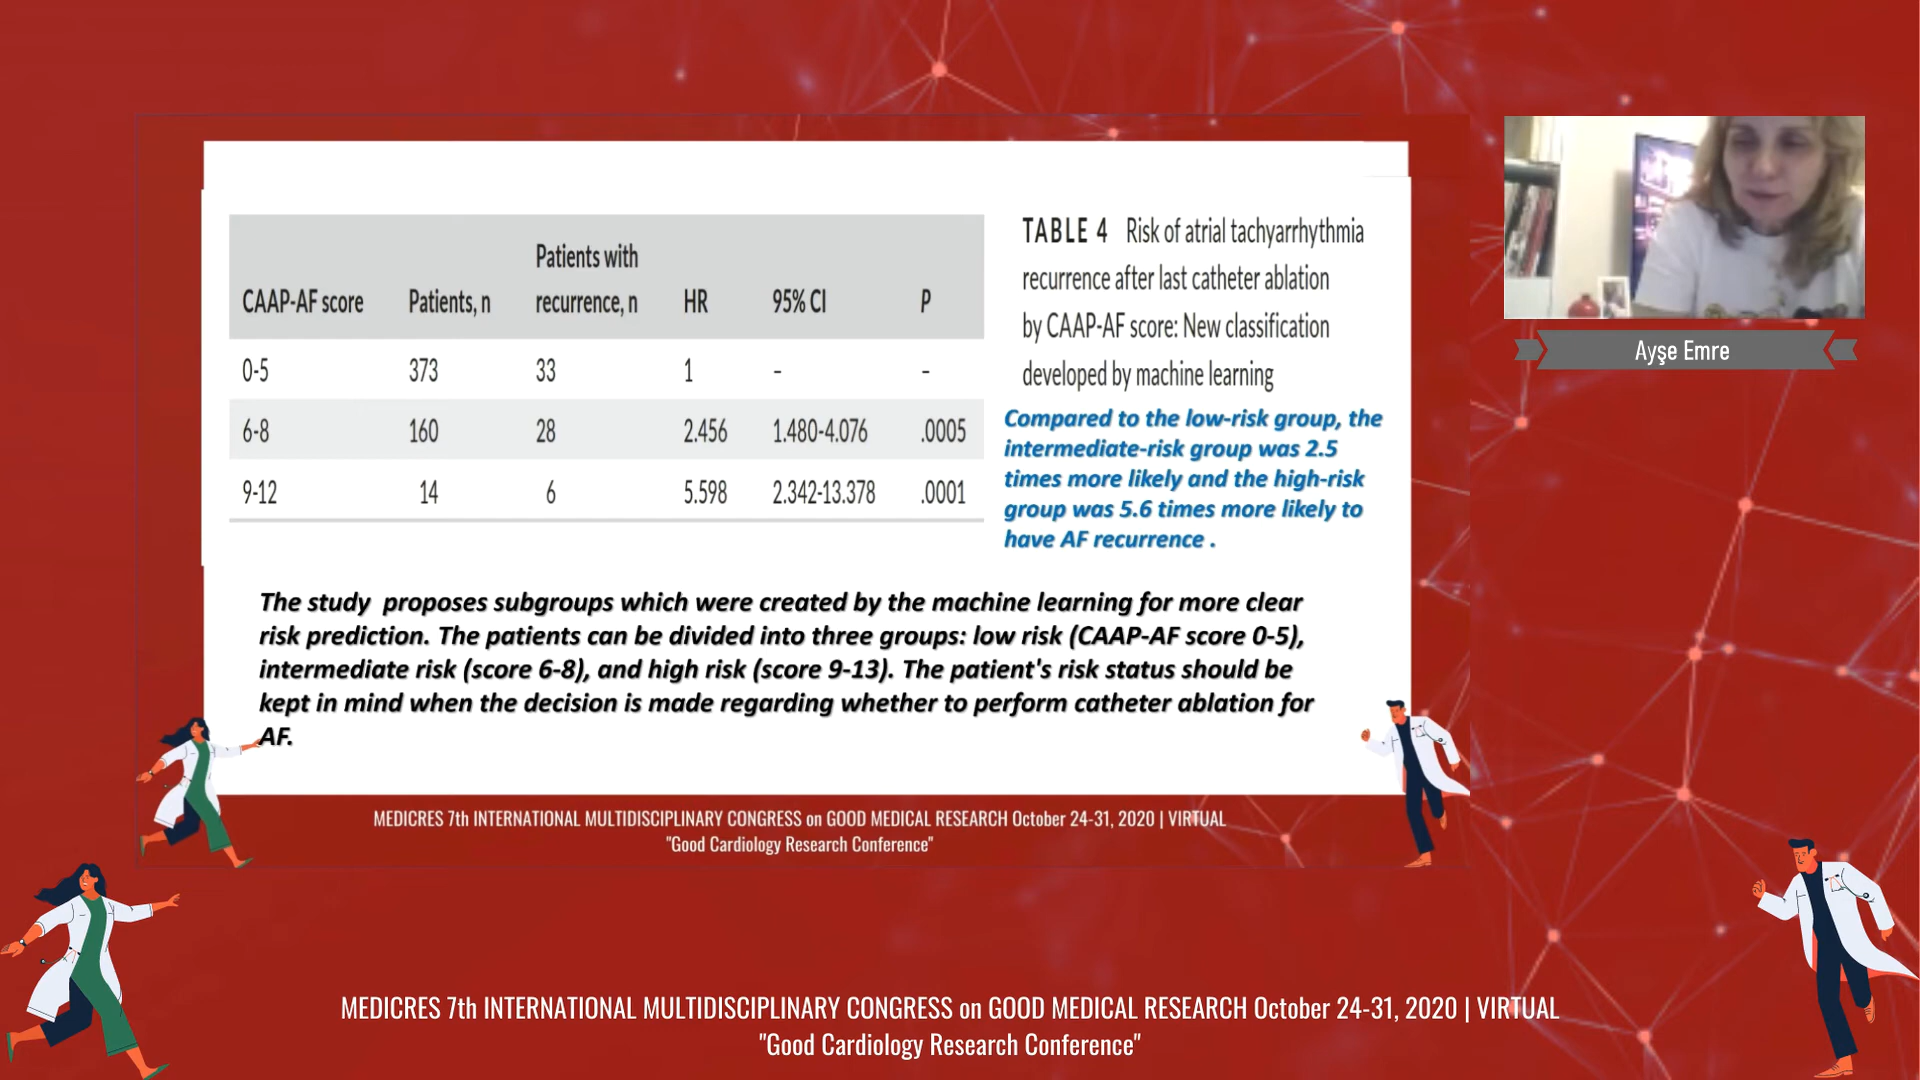 CAAP-AF score Patients, n Patients with recurrence, n HR 95% CI P
0-5 373 33 1 – –
6-8 160 28 2.456 1.480-4.076 .0005
9-12 14 6 5.598 2.342-13.378 .0001
TABLE 4 Risk of atrial tachyarrhythmia
recurrence after last catheter ablation
by CAAP-AF score: New classification
developed by machine learning
Compared to the low-risk group, the
intermediate-risk group was 2.5
times more likely and the high-risk
group was 5.6 times more likely to
have AF recurrence .
The study proposes subgroups which were created by the machine learning for more clear
risk prediction. The patients can be divided into three groups: low risk (CAAP-AF score 0-5),
intermediate risk (score 6-8), and high risk (score 9-13). The patient's risk status should be
kept in mind when the decision is made regarding whether to perform catheter ablation for
AF.
MEDICRES 7th INTERNATIONAL MULTIDISCIPLINARY CONGRESS on GOOD MEDICAL RESEARCH October 24-31, 2020 | VIRTUAL
"Good Cardiology Research Conference"
Ayşe Emre
MEDICRES 7th INTERNATIONAL MULTIDISCIPLINARY CONGRESS on GOOD MEDICAL RESEARCH October 24-31, 2020 | VIRTUAL
"Good Cardiology Research Conference"